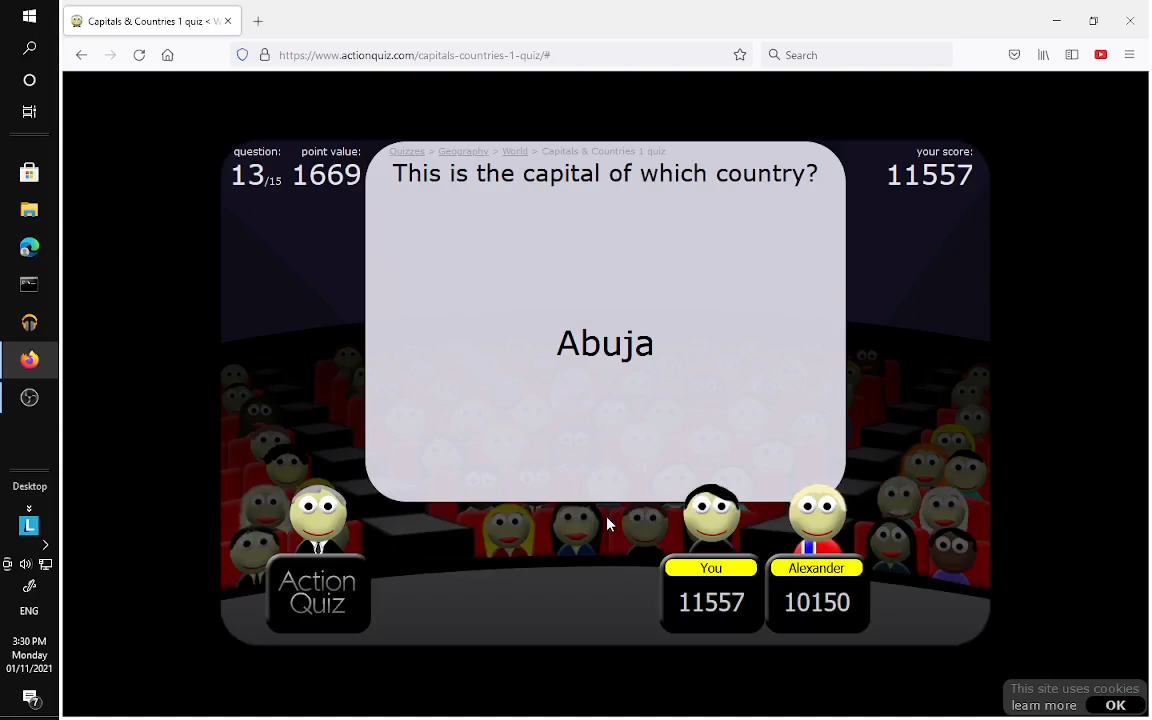 Capitals & Countries 1 quiz < W
https://www.actionquiz.com/capitals-countries-1-quiz/#
Search
question:
point value:
13/15
1669
Quizzes > Geography > World > Capitals & Countries 1 quiz
This is the capital of which country?
your score:
11557
Abuja
Action
Quiz
You
11557
Alexander
10150
Desktop
L
ENG
3:30 PM
Monday
01/11/2021
7
This site uses cookies
learn more
OK